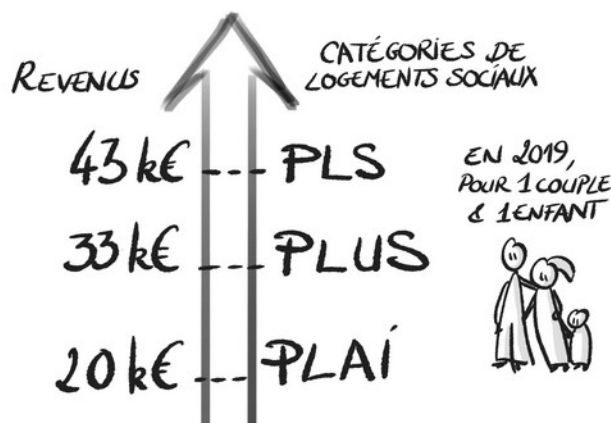 REVENUS
CATÉGORIES DE
LOGEMENTS SOCIAUX
43 k€ --- PLS
33 k€ --- PLUS
20 k€ --- PLAI
EN 2019,
POUR 1 COUPLE
& 1 ENFANT